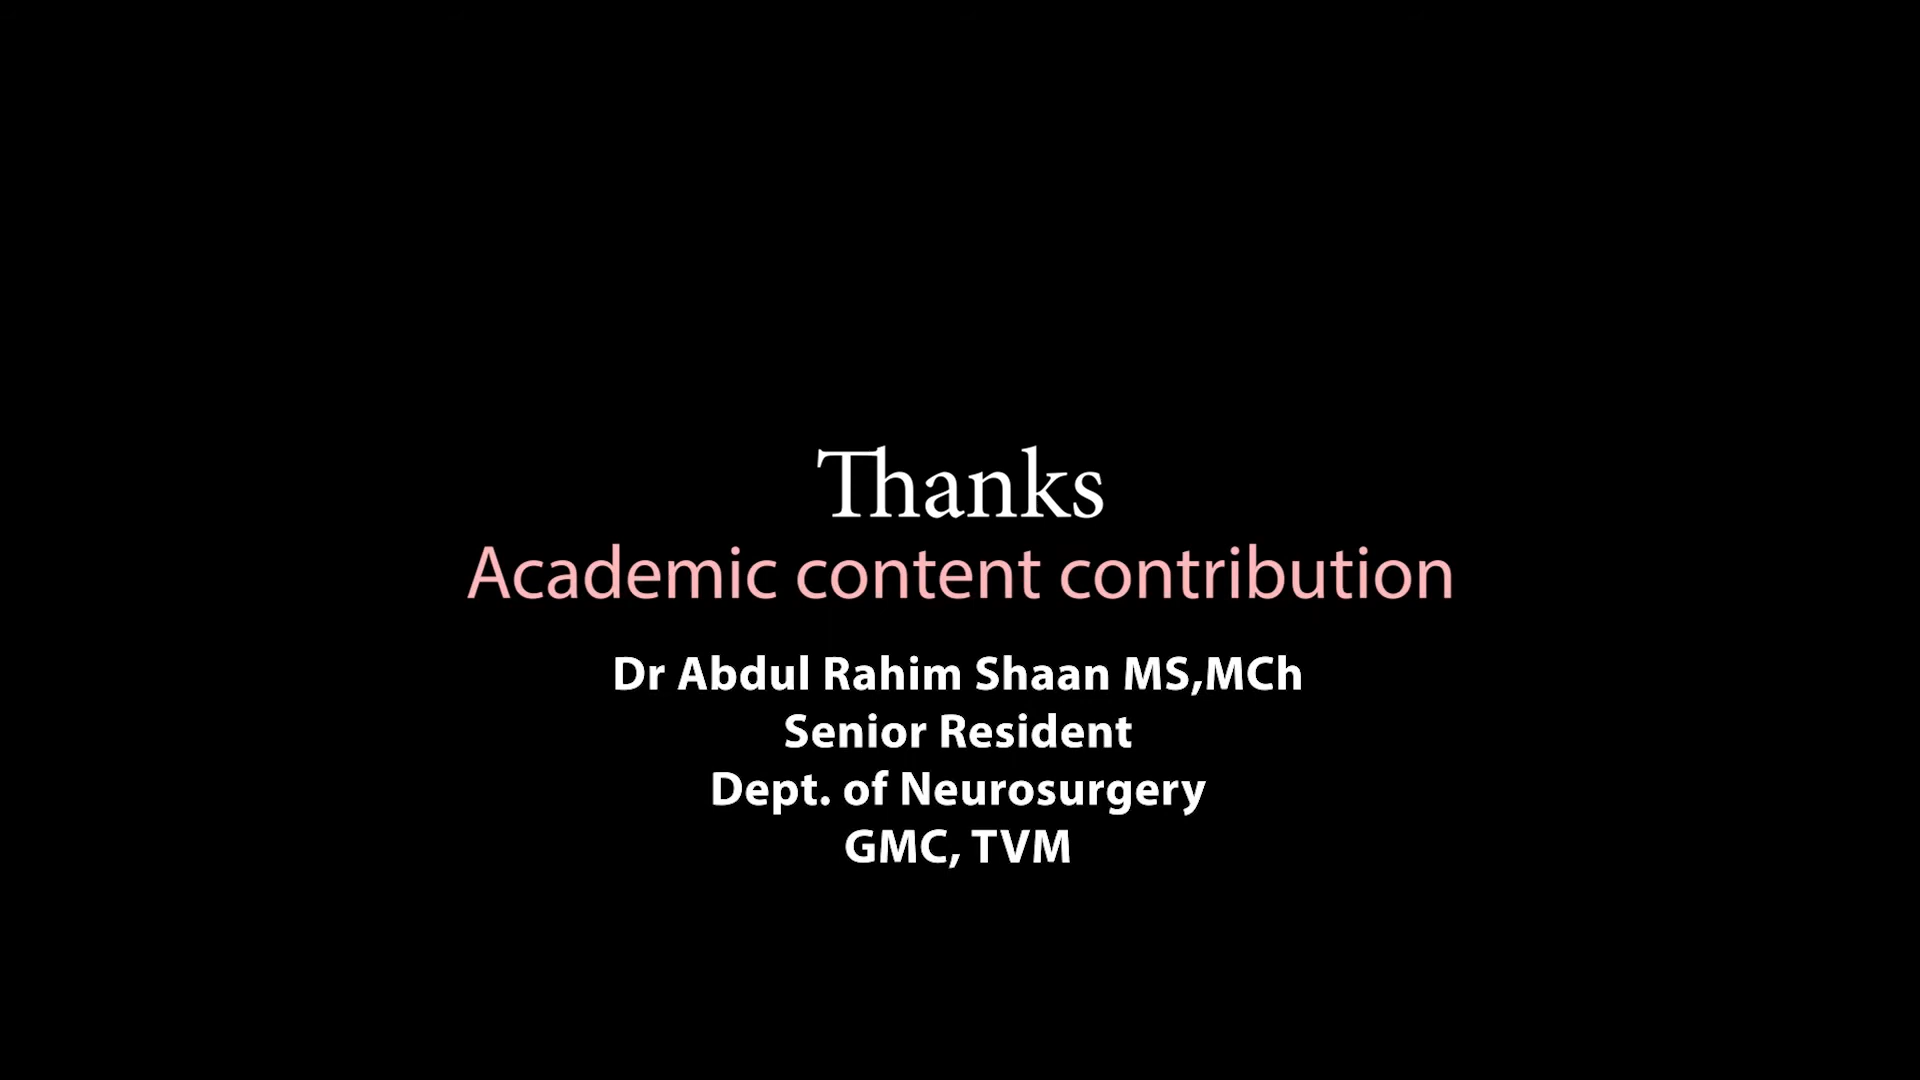 Thanks
Academic content contribution
Dr Abdul Rahim Shaan MS,MCh
Senior Resident
Dept. of Neurosurgery
GMC, TVM